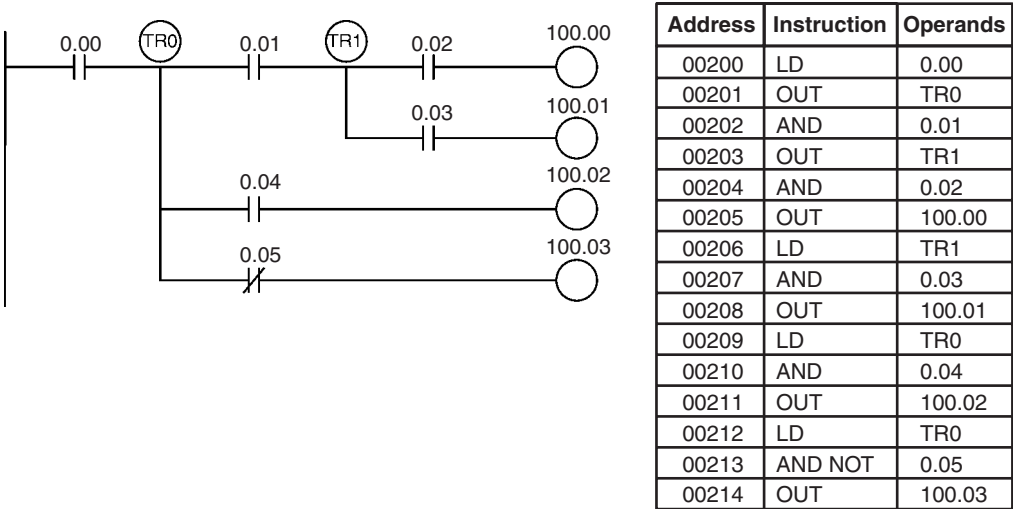 0.00 TR0 0.01 TR1 0.02 100.00
0.03 100.01
0.04 100.02
0.05 100.03
Address Instruction Operands
00200 LD 0.00
00201 OUT TR0
00202 AND 0.01
00203 OUT TR1
00204 AND 0.02
00205 OUT 100.00
00206 LD TR1
00207 AND 0.03
00208 OUT 100.01
00209 LD TR0
00210 AND 0.04
00211 OUT 100.02
00212 LD TR0
00213 AND NOT 0.05
00214 OUT 100.03